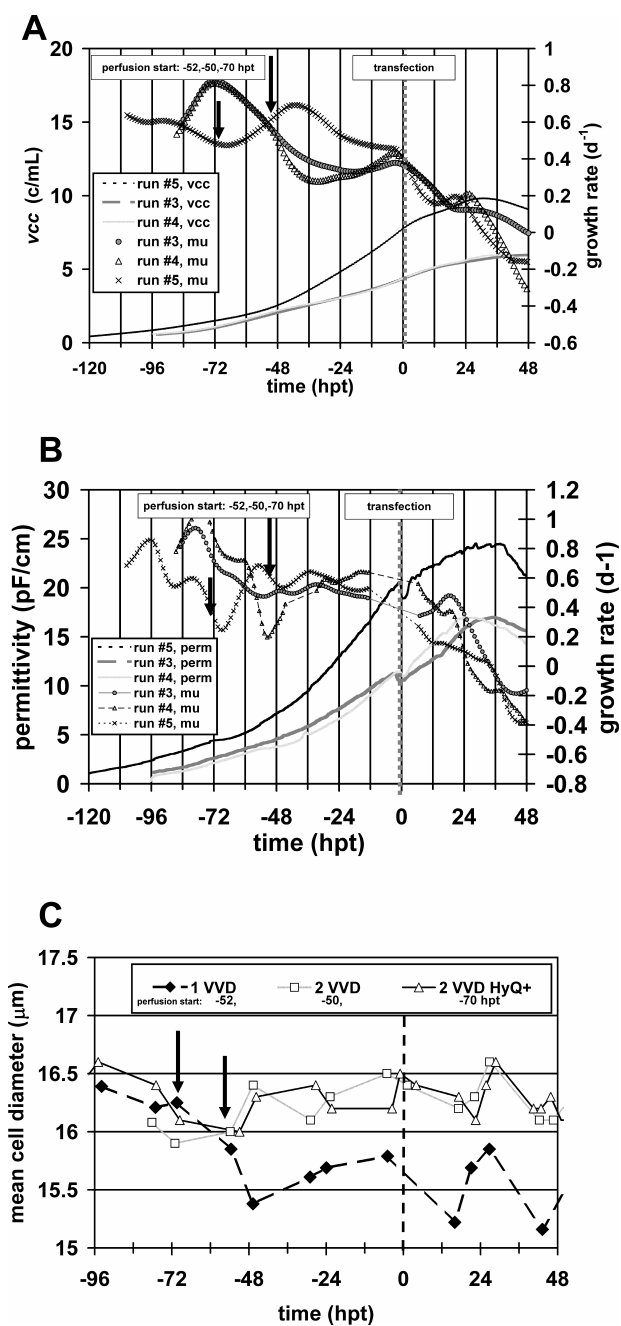 A
20
15
10
5
0
vcc (c/mL)
perfusion start: -52,-50,-70 hpt
transfection
run #5, vcc
run #3, vcc
run #4, vcc
run #3, mu
run #4, mu
run #5, mu
1
0.8
0.6
0.4
0.2
0
-0.2
-0.4
-0.6
growth rate (d-1)
-120 -96 -72 -48 -24 0 24 48
time (hpt)
B
30
25
20
15
10
5
0
permittivity (pF/cm)
perfusion start: -52,-50,-70 hpt
transfection
run #5, perm
run #3, perm
run #4, perm
run #3, mu
run #4, mu
run #5, mu
1.2
1
0.8
0.6
0.4
0.2
0
-0.2
-0.4
-0.6
-0.8
growth rate (d-1)
-120 -96 -72 -48 -24 0 24 48
time (hpt)
C
17.5
17
16.5
16
15.5
15
mean cell diameter (μm)
1 VVD 2 VVD 2 VVD HyQ+
perfusion start: -52, -50, -70 hpt
-96 -72 -48 -24 0 24 48
time (hpt)